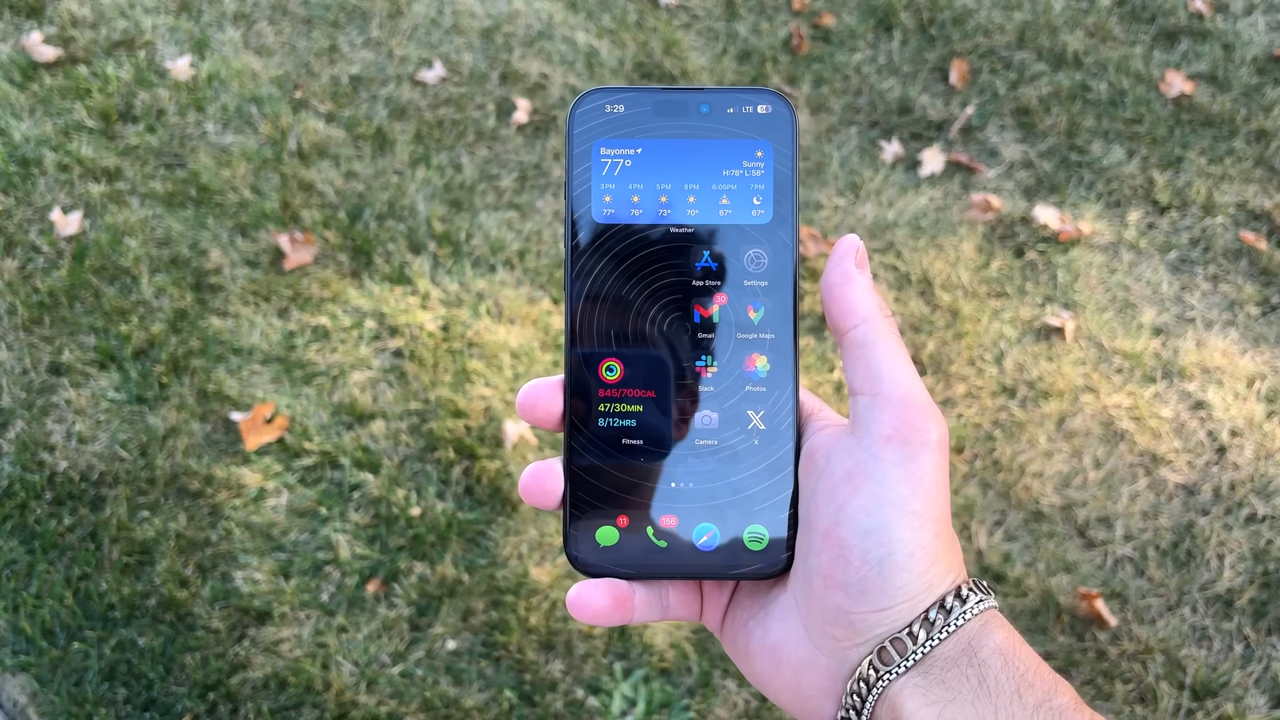 3:29 LTE
Bayonne
77°
Sunny
H:78° L:58°
3PM 4PM 5PM 6PM 6:05PM 7PM
77° 76° 73° 70° 67° 67°
Weather
App Store Settings
30
Gmail Google Maps
845/700CAL
47/30MIN
8/12HRS
Slack Photos
Fitness Camera X
11 156